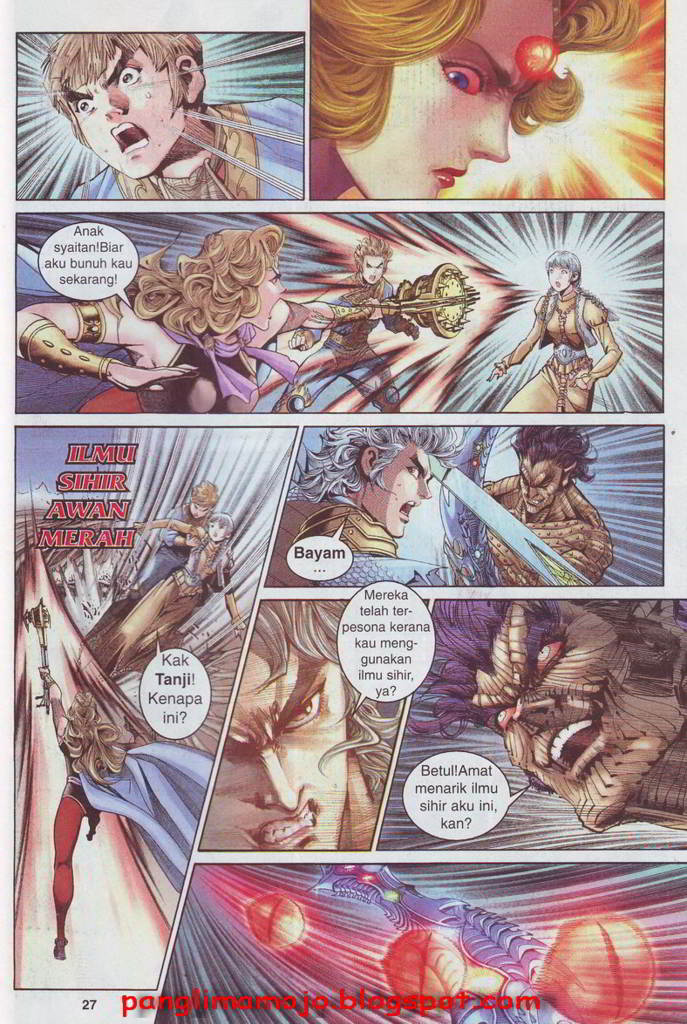 Anak
syaitan!Biar
aku bunuh kau
sekarang!
ILMU
SIHIR
AWAN
MERAH
Kak
Tanji!
Kenapa
ini?
Bayam
...
Mereka
telah ter-
pesona kerana
kau meng-
gunakan
ilmu sihir,
ya?
Betul!Amat
menarik ilmu
sihir aku ini,
kan?
27
panglimamojo.blogspot.com